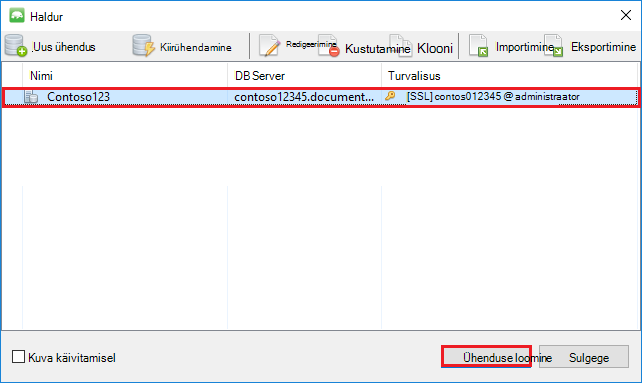 Haldur
.Uus ühendus Kiirühendamine Redigeerimine Kustutamine Klooni Importimine Eksportimine
Nimi DB Server Turvalisus
Contoso123 contoso12345.document... [SSL] contos012345 @ administraator
Kuva käivitamisel Ühenduse loomine Sulgege